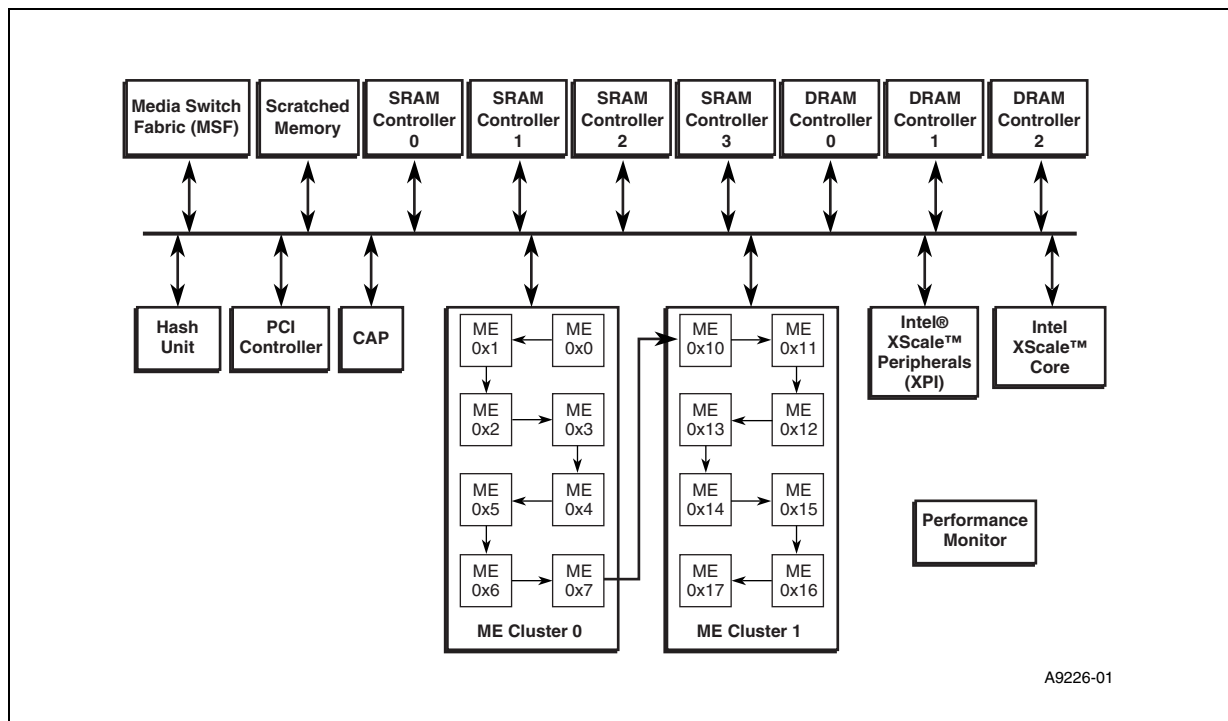 Media Switch
Fabric (MSF)
Scratched
Memory
SRAM
Controller
0
SRAM
Controller
1
SRAM
Controller
2
SRAM
Controller
3
DRAM
Controller
0
DRAM
Controller
1
DRAM
Controller
2
Hash
Unit
PCI
Controller
CAP
ME
0x1
ME
0x0
ME
0x2
ME
0x3
ME
0x5
ME
0x4
ME
0x6
ME
0x7
ME Cluster 0
ME
0x10
ME
0x11
ME
0x13
ME
0x12
ME
0x14
ME
0x15
ME
0x17
ME
0x16
ME Cluster 1
Intel®
XScale™
Peripherals
(XPI)
Intel
XScale™
Core
Performance
Monitor
A9226-01